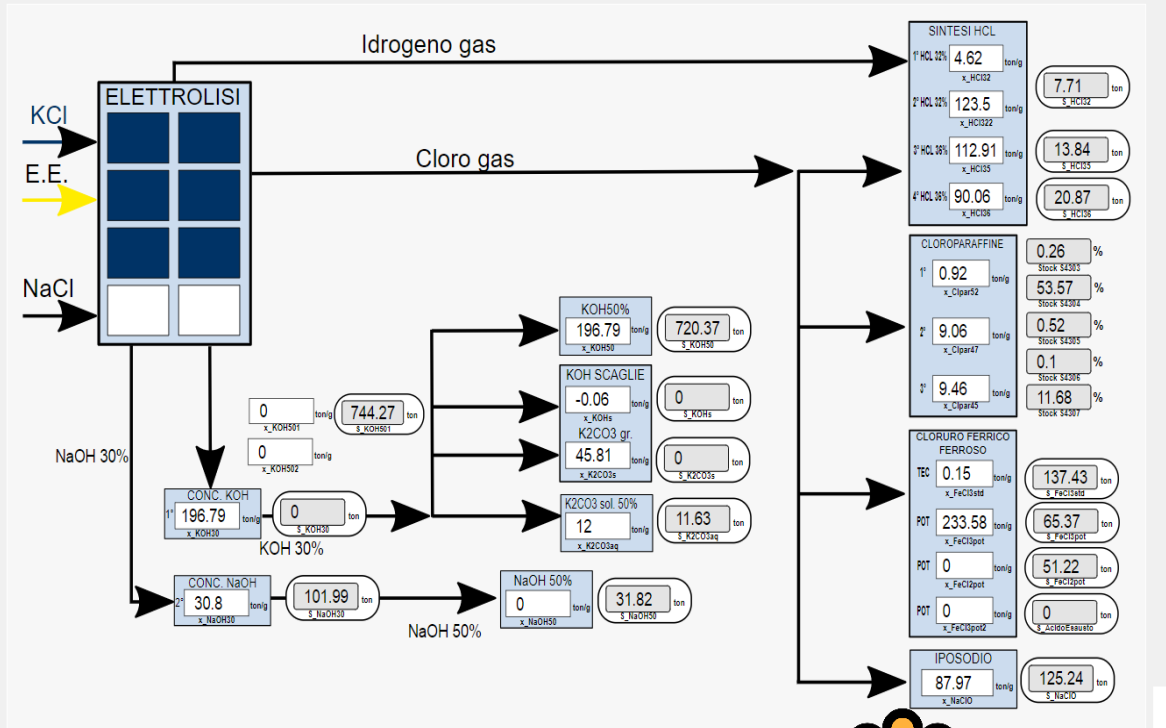 Idrogeno gas
ELETTROLISI
KCl
E.E.
NaCl
Cloro gas
SINTESI HCL
1° HCL 32% 4.62 ton/g
x_HCl32
7.71 ton
S_HCl32
2° HCL 32% 123.5 ton/g
x_HCl322
3° HCL 36% 112.91 ton/g
x_HCl35
13.84 ton
S_HCl35
4° HCL 36% 90.06 ton/g
x_HCl36
20.87 ton
S_HCl36
CLOROPARAFFINE
1° 0.92 ton/g
x_Clpar52
2° 9.06 ton/g
x_Clpar47
3° 9.46 ton/g
x_Clpar45
0.26 %
Stock S4303
53.57 %
Stock S4304
0.52 %
Stock S4305
0.1 %
Stock S4306
11.68 %
Stock S4307
KOH50%
196.79 ton/g
x_KOH50
720.37 ton
S_KOH50
KOH SCAGLIE
-0.06 ton/g
x_KOHs
0 ton
S_KOHs
K2CO3 gr.
45.81 ton/g
x_K2CO3s
0 ton
S_K2CO3s
K2CO3 sol. 50%
12 ton/g
x_K2CO3aq
11.63 ton
S_K2CO3aq
0 ton/g
x_KOH501
744.27 ton
S_KOH501
0 ton/g
x_KOH502
NaOH 30%
CONC. KOH
1° 196.79 ton/g
x_KOH30
0 ton
S_KOH30
KOH 30%
CONC. NaOH
2° 30.8 ton/g
x_NaOH30
101.99 ton
S_NaOH30
NaOH 50%
NaOH 50%
0 ton/g
x_NaOH50
31.82 ton
S_NaOH50
CLORURO FERRICO
FERROSO
TEC 0.15 ton/g
x_FeCl3std
137.43 ton
S_FeCl3std
POT 233.58 ton/g
x_FeCl3pot
65.37 ton
S_FeCl3pot
POT 0 ton/g
x_FeCl2pot
51.22 ton
S_FeCl2pot
POT 0 ton/g
x_FeCl3pot2
0 ton
S_AcidoEsausto
IPOSODIO
87.97 ton/g
x_NaClO
125.24 ton
S_NaClO